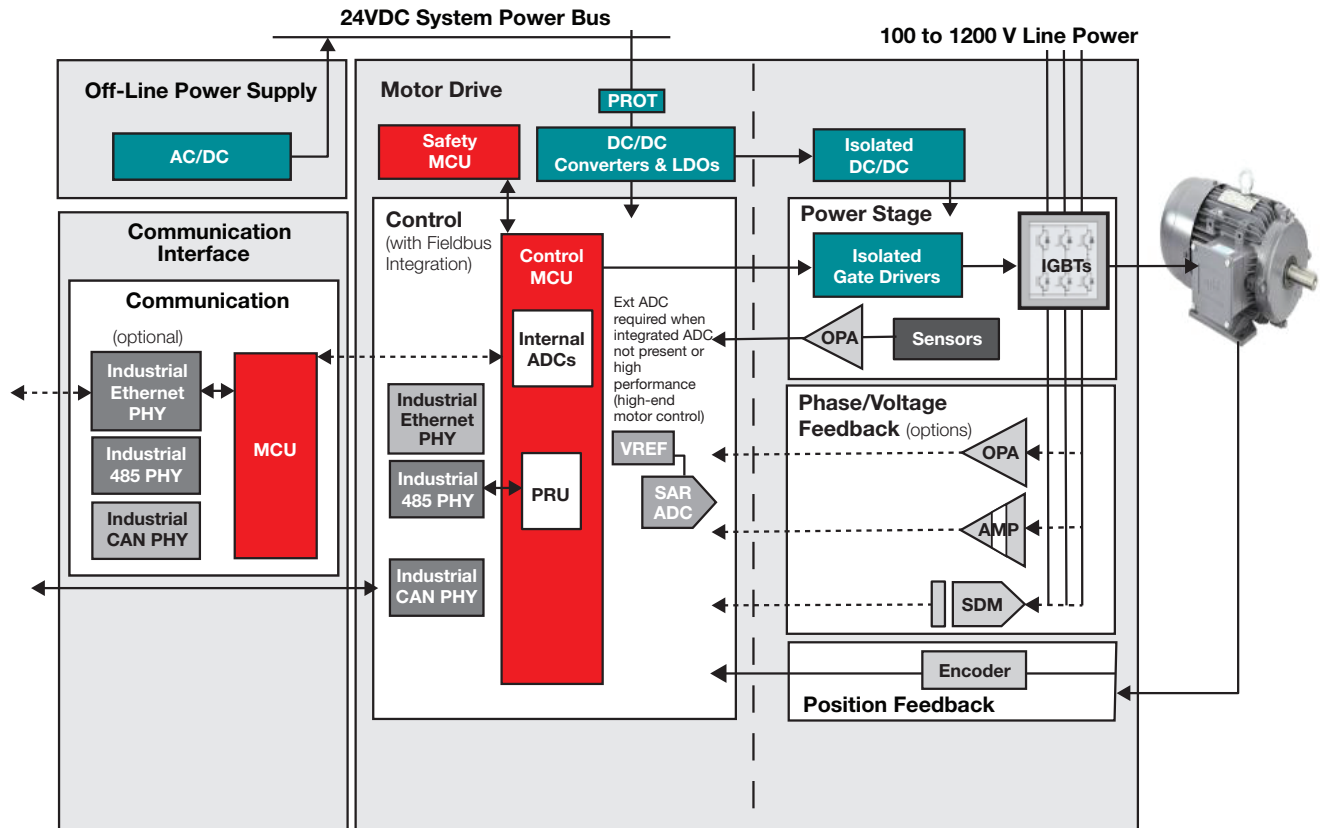 24VDC System Power Bus
100 to 1200 V Line Power
Off-Line Power Supply
AC/DC
Motor Drive
PROT
Safety
MCU
DC/DC
Converters & LDOs
Isolated
DC/DC
Communication
Interface
Communication
(optional)
Industrial
Ethernet
PHY
Industrial
485 PHY
Industrial
CAN PHY
MCU
Control
(with Fieldbus
Integration)
Control
MCU
Internal
ADCs
Industrial
Ethernet
PHY
Industrial
485 PHY
PRU
Industrial
CAN PHY
Ext ADC
required when
integrated ADC
not present or
high
performance
(high-end
motor control)
VREF
SAR
ADC
Power Stage
Isolated
Gate Drivers
IGBTs
OPA
Sensors
Phase/Voltage
Feedback (options)
OPA
AMP
SDM
Encoder
Position Feedback